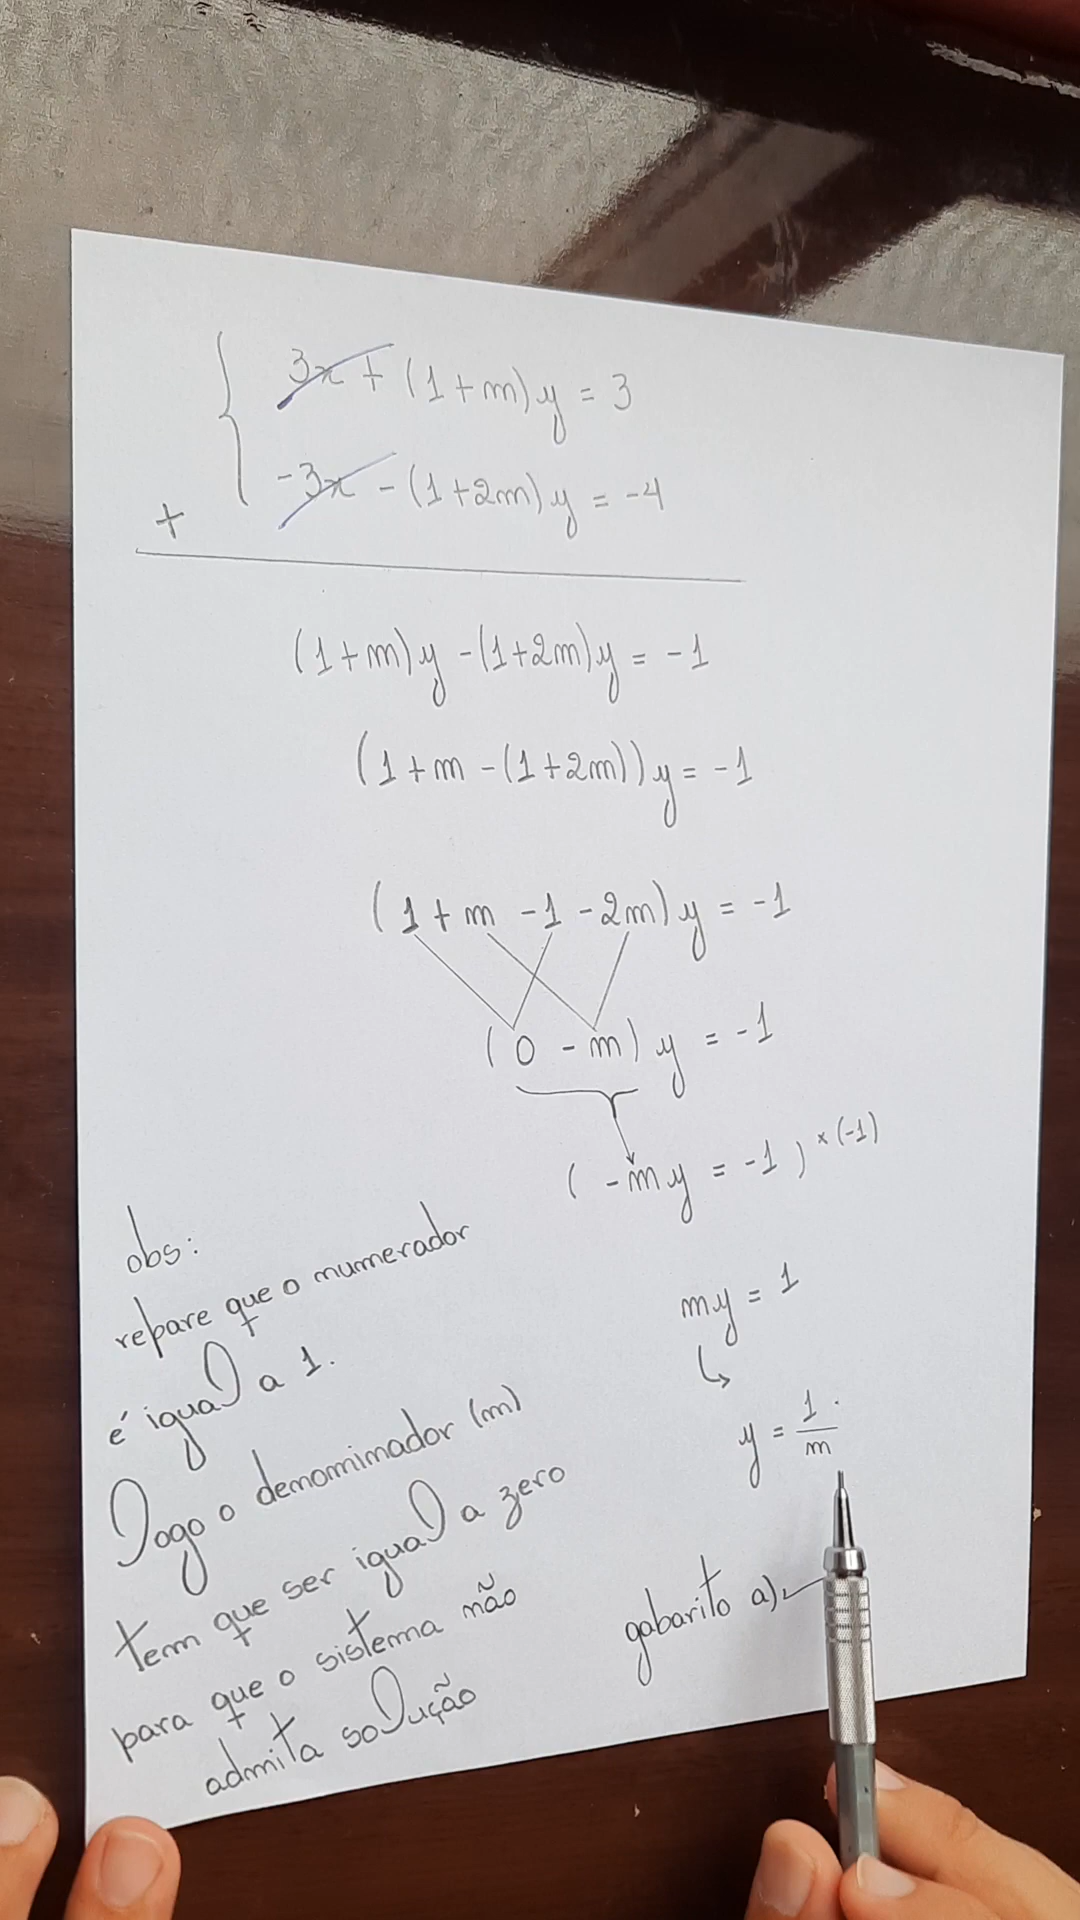 3x + (1+m)y = 3
-3x - (1+2m)y = -4
+
(1+m)y - (1+2m)y = -1
(1+m - (1+2m))y = -1
(1+m -1 -2m)y = -1
(0 - m)y = -1
(-my = -1) x (-1)
my = 1
y = 1/m
gabarito a)
obs:
repare que o numerador
é igual a 1.
Logo o denominador (m)
tem que ser igual a zero
para que o sistema não
admita solução